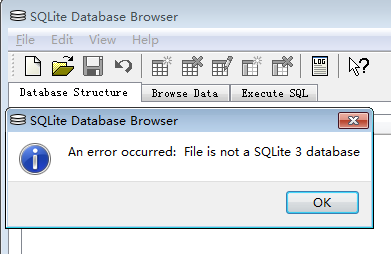 SQLite Database Browser
File Edit View Help
LOG
Database Structure Browse Data Execute SQL
SQLite Database Browser
An error occurred: File is not a SQLite 3 database
OK